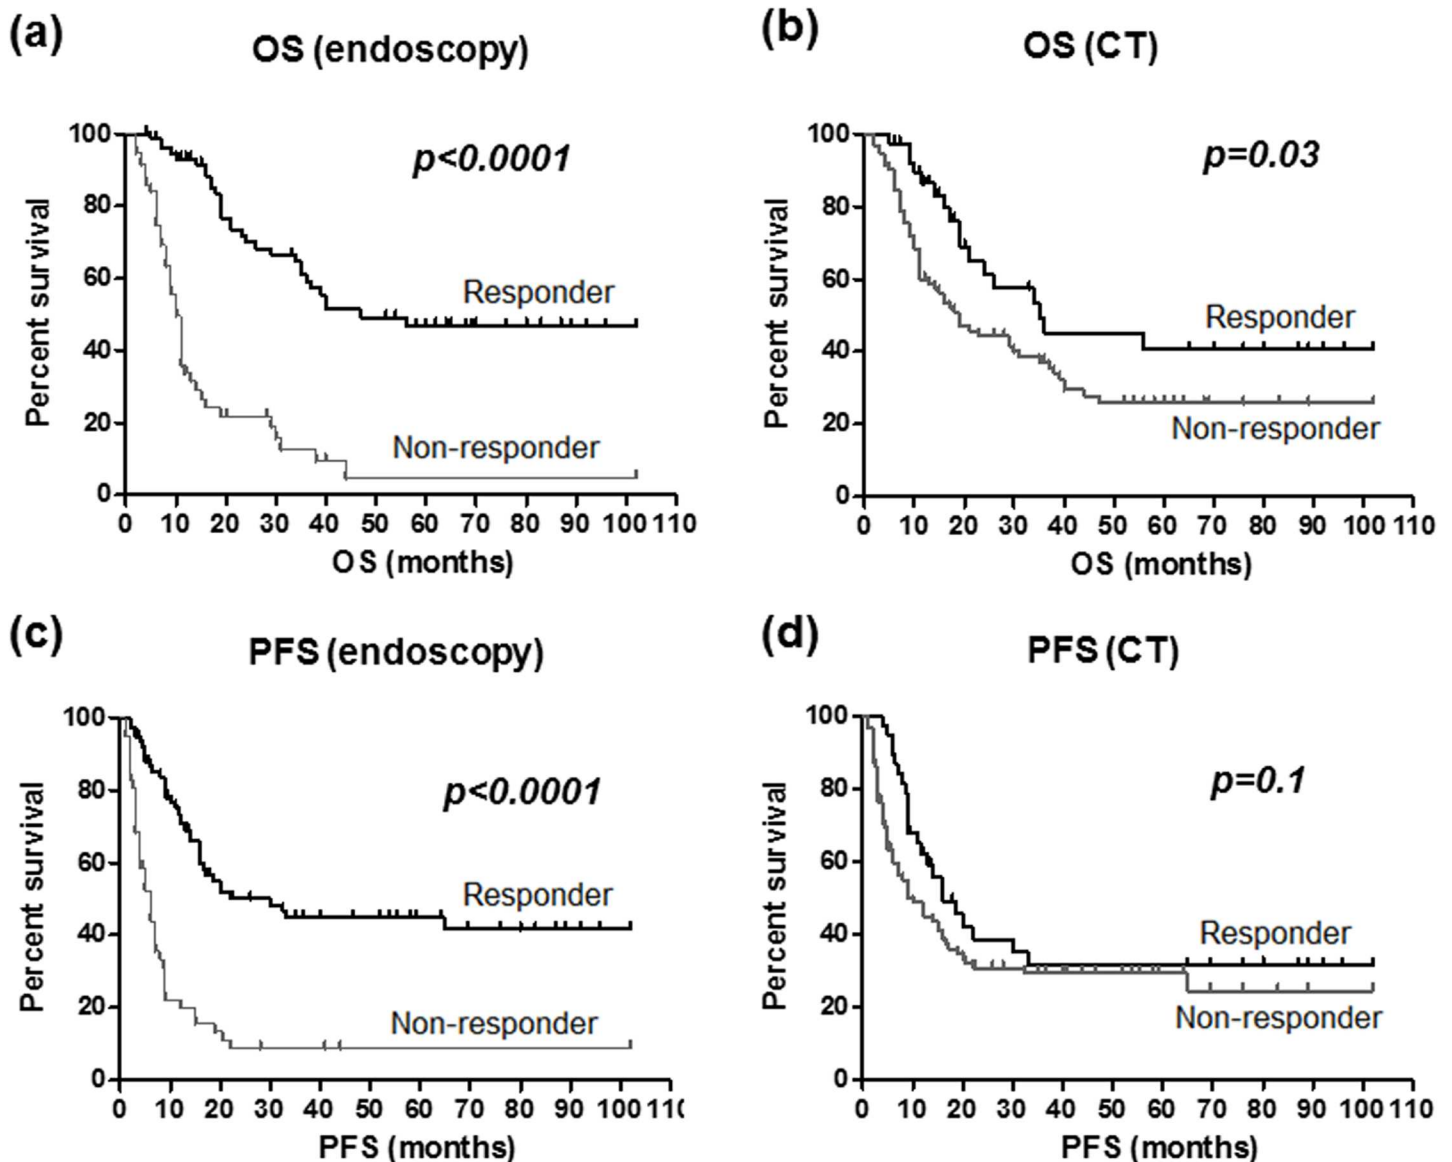 (a)
OS (endoscopy)
p<0.0001
Percent survival
100
80
60
40
20
0
Responder
Non-responder
0 10 20 30 40 50 60 70 80 90 100 110
OS (months)
(b)
OS (CT)
p=0.03
Percent survival
100
80
60
40
20
0
Responder
Non-responder
0 10 20 30 40 50 60 70 80 90 100 110
OS (months)
(c)
PFS (endoscopy)
p<0.0001
Percent survival
100
80
60
40
20
0
Responder
Non-responder
0 10 20 30 40 50 60 70 80 90 100 110
PFS (months)
(d)
PFS (CT)
p=0.1
Percent survival
100
80
60
40
20
0
Responder
Non-responder
0 10 20 30 40 50 60 70 80 90 100 110
PFS (months)